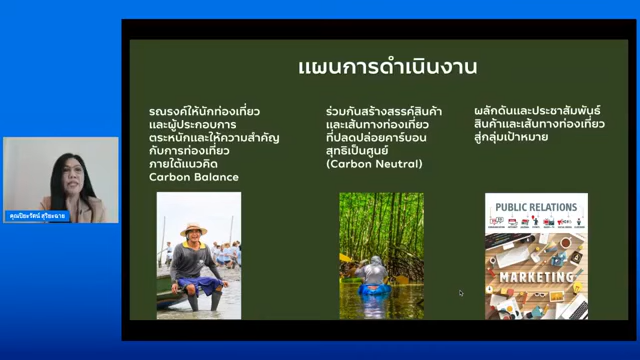 แผนการดำเนินงาน
รณรงค์ให้นักท่องเที่ยว
และผู้ประกอบการ
ตระหนักและให้ความสำคัญ
กับการท่องเที่ยว
ภายใต้แนวคิด
Carbon Balance
ร่วมกันสร้างสรรค์สินค้า
และเส้นทางท่องเที่ยว
ที่ปลดปล่อยคาร์บอน
สุทธิเป็นศูนย์
(Carbon Neutral)
ผลักดันและประชาสัมพันธ์
สินค้าและเส้นทางท่องเที่ยว
สู่กลุ่มเป้าหมาย
PUBLIC RELATIONS
MARKETING
คุณปิยะรัตน์ สุริยะฉาย